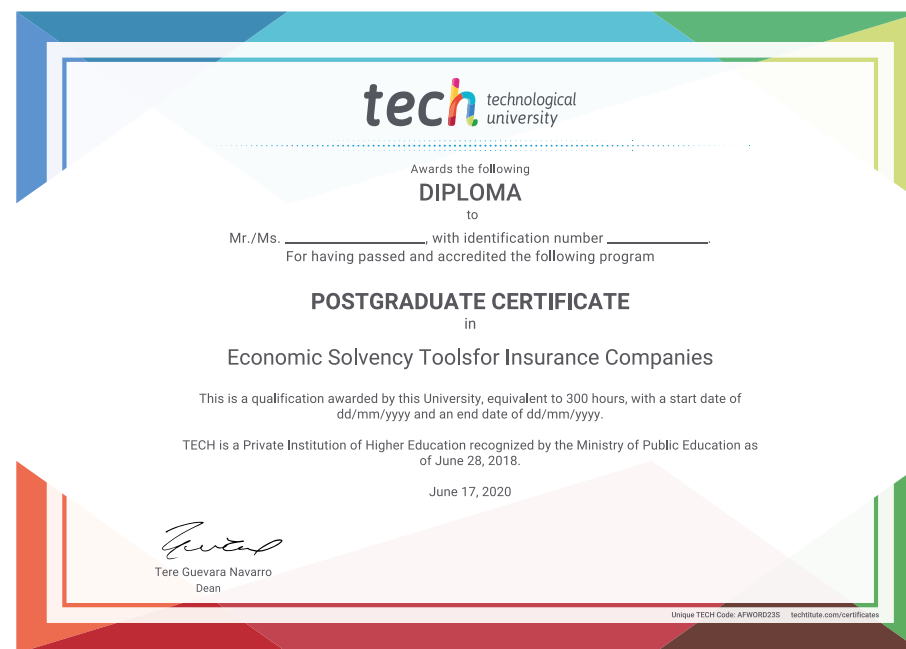 tech technological
university
Awards the following
DIPLOMA
to
Mr./Ms. ____________, with identification number ____________.
For having passed and accredited the following program
POSTGRADUATE CERTIFICATE
in
Economic Solvency Toolsfor Insurance Companies
This is a qualification awarded by this University, equivalent to 300 hours, with a start date of
dd/mm/yyyy and an end date of dd/mm/yyyy.
TECH is a Private Institution of Higher Education recognized by the Ministry of Public Education as
of June 28, 2018.
June 17, 2020
Tere Guevara Navarro
Dean
Unique TECH Code: AFWORD23S techtitute.com/certificates